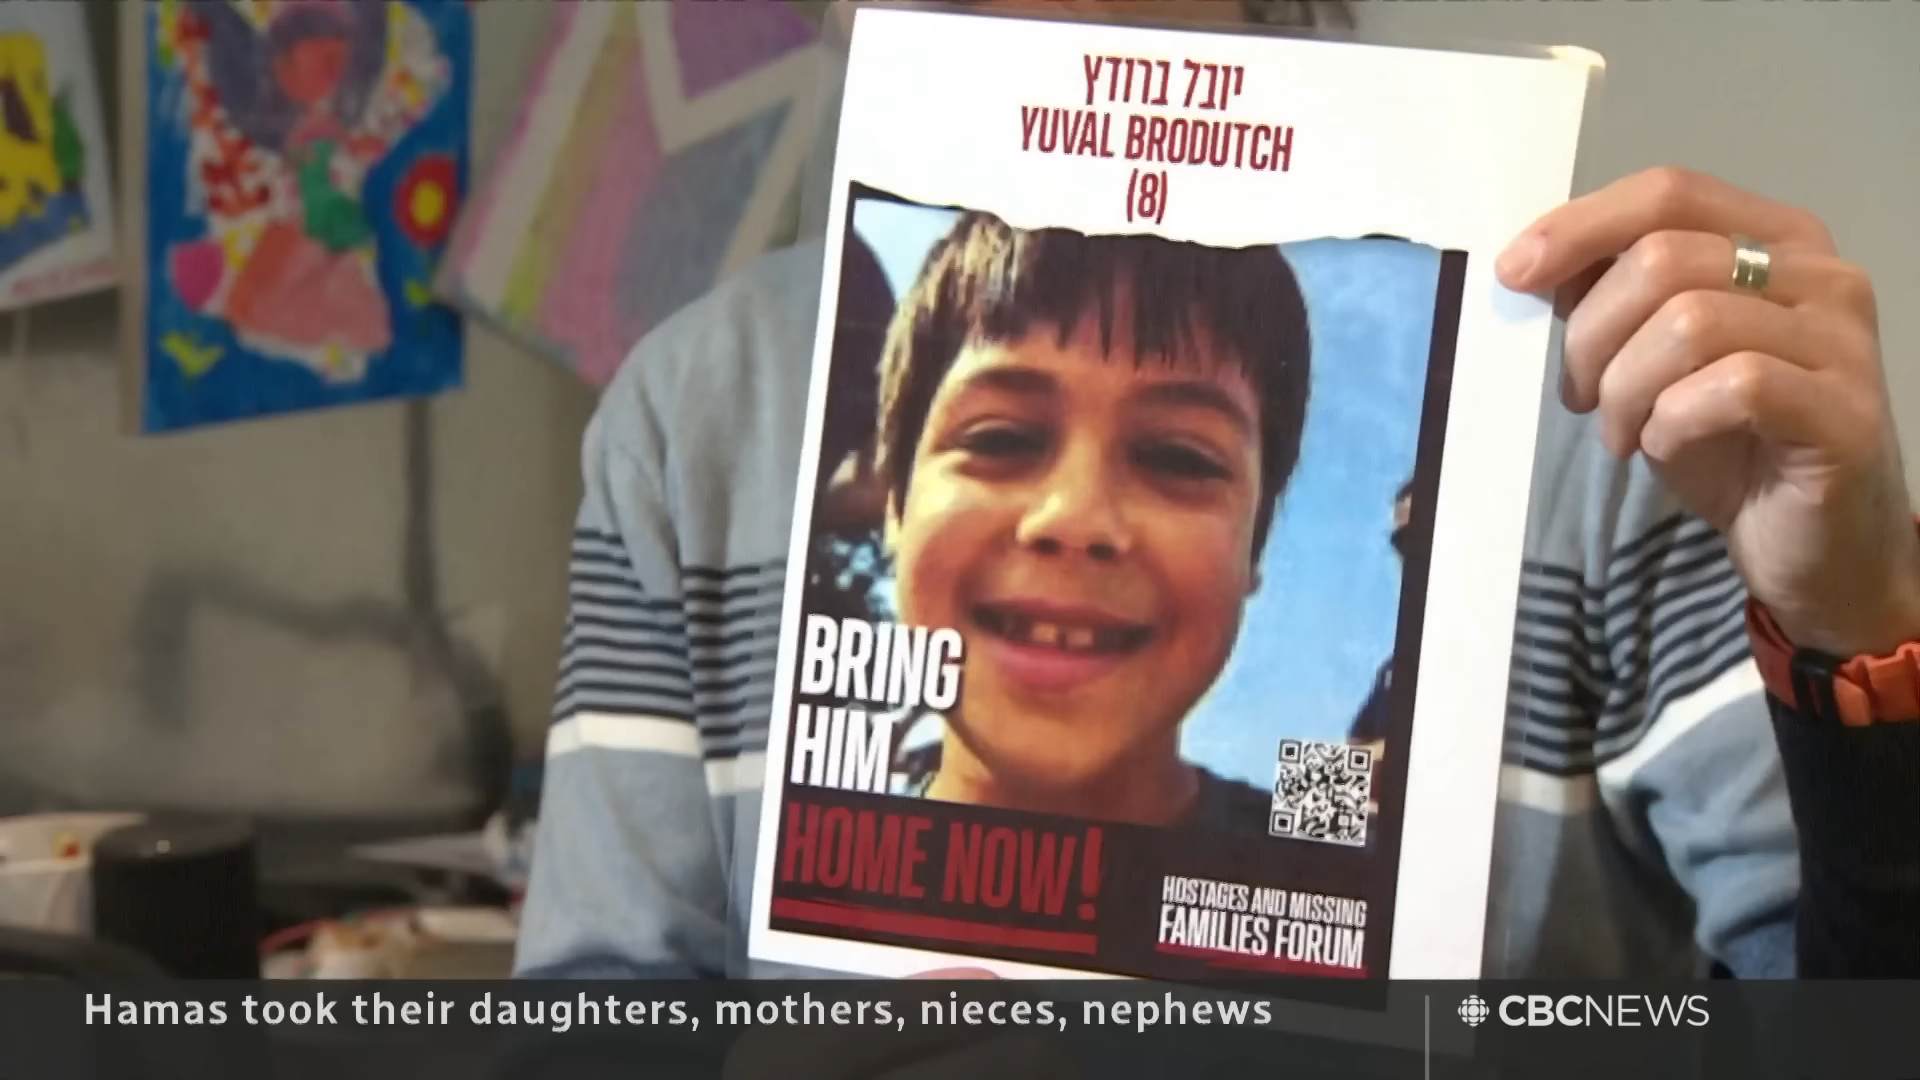 יובל ברודץ
YUVAL BRODUTCH
(8)
BRING
HIM
HOME NOW!
HOSTAGES AND MISSING
FAMILIES FORUM
Hamas took their daughters, mothers, nieces, nephews
CBCNEWS